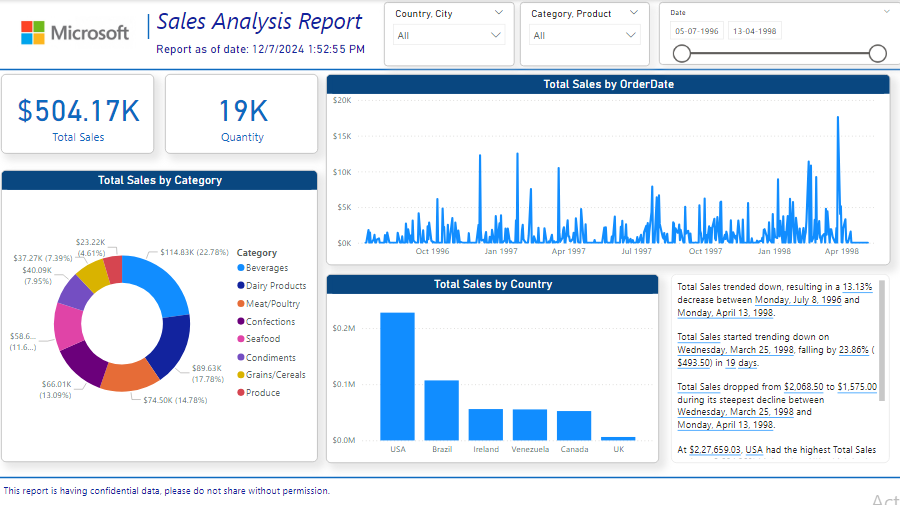 Microsoft
Sales Analysis Report
Report as of date: 12/7/2024 1:52:55 PM
Country, City
All
Category, Product
All
Date
05-07-1996
13-04-1998
$504.17K
Total Sales
19K
Quantity
Total Sales by OrderDate
$20K
$15K
$10K
$5K
$0K
Oct 1996
Jan 1997
Apr 1997
Jul 1997
Oct 1997
Jan 1998
Apr 1998
Total Sales by Category
$114.83K (22.78%)
$89.63K
(17.78%)
$74.50K (14.78%)
$66.01K
(13.09%)
$58.6...
(11.6...)
$40.09K
(7.95%)
$37.27K (7.39%)
$23.22K
(4.61%)
Category
Beverages
Dairy Products
Meat/Poultry
Confections
Seafood
Condiments
Grains/Cereals
Produce
Total Sales by Country
$0.2M
$0.1M
$0.0M
USA
Brazil
Ireland
Venezuela
Canada
UK
Total Sales trended down, resulting in a 13.13%
decrease between Monday, July 8, 1996 and
Monday, April 13, 1998.
Total Sales started trending down on
Wednesday, March 25, 1998, falling by 23.86% (
$493.50) in 19 days.
Total Sales dropped from $2,068.50 to $1,575.00
during its steepest decline between
Wednesday, March 25, 1998 and
Monday, April 13, 1998.
At $2,27,659.03, USA had the highest Total Sales
This report is having confidential data, please do not share without permission.